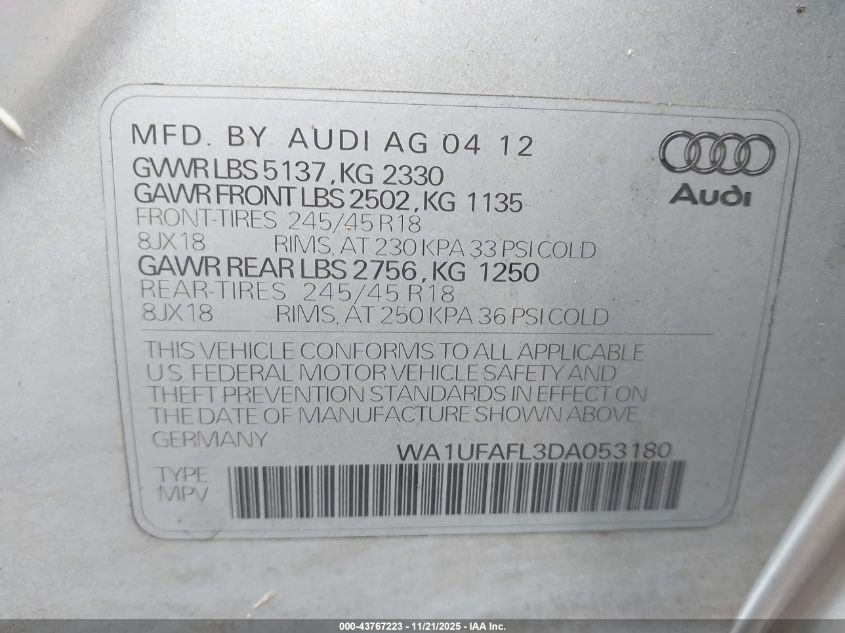 MFD. BY AUDI AG 04 12
GVWR LBS 5137, KG 2330
GAWR FRONT LBS 2502, KG 1135
FRONT-TIRES 245/45 R18
8JX18 RIMS, AT 230 KPA 33 PSI COLD
GAWR REAR LBS 2756, KG 1250
REAR-TIRES 245/45 R18
8JX18 RIMS, AT 250 KPA 36 PSI COLD
Audi
THIS VEHICLE CONFORMS TO ALL APPLICABLE
U.S. FEDERAL MOTOR VEHICLE SAFETY AND
THEFT PREVENTION STANDARDS IN EFFECT ON
THE DATE OF MANUFACTURE SHOWN ABOVE
GERMANY WA1UFAFL3DA053180
TYPE
MPV
000-43767223 - 11/21/2025 - IAA Inc.